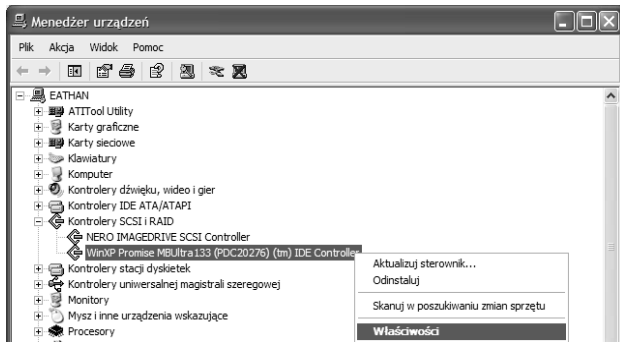 Menedżer urządzeń
Plik Akcja Widok Pomoc
EATHAN
ATITool Utility
Karty graficzne
Karty sieciowe
Klawiatury
Komputer
Kontrolery dźwięku, wideo i gier
Kontrolery IDE ATA/ATAPI
Kontrolery SCSI i RAID
NERO IMAGEDRIVE SCSI Controller
WinXP Promise MBUltra133 (PDC20276) (tm) IDE Controller
Kontrolery stacji dyskietek
Kontrolery uniwersalnej magistrali szeregowej
Monitory
Mysz i inne urządzenia wskazujące
Procesory
Aktualizuj sterownik...
Odinstaluj
Skanuj w poszukiwaniu zmian sprzętu
Właściwości